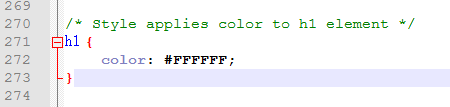 269
270 /* Style applies color to h1 element */
271 h1 {
272     color: #FFFFFF;
273 }
274